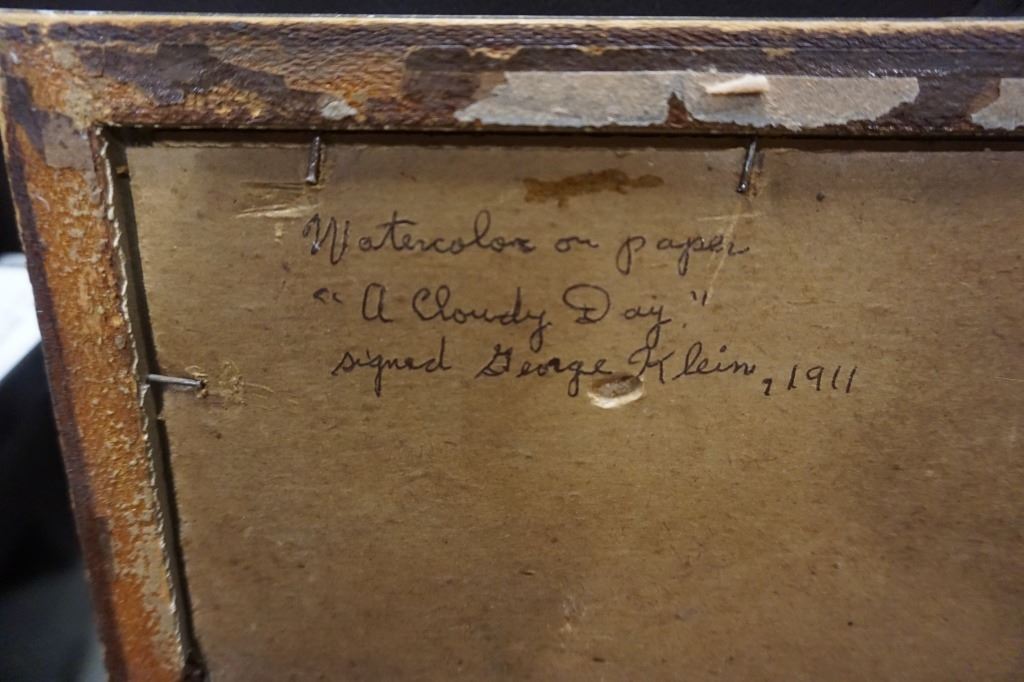 Watercolor on paper
"A Cloudy Day"
signed George Klein, 1911